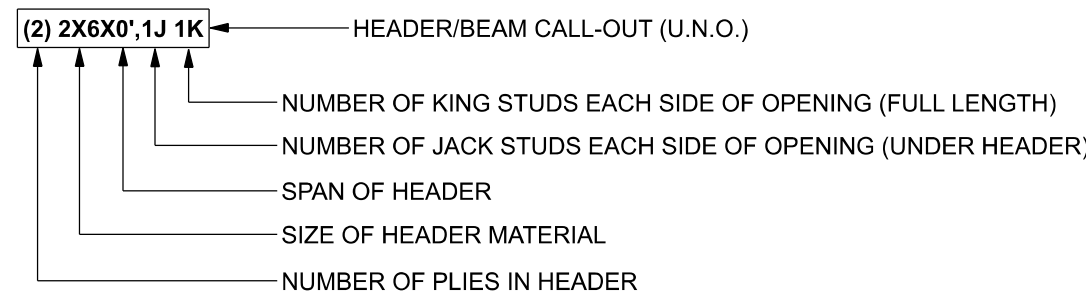 (2) 2X6X0',1J 1K
HEADER/BEAM CALL-OUT (U.N.O.)
NUMBER OF KING STUDS EACH SIDE OF OPENING (FULL LENGTH)
NUMBER OF JACK STUDS EACH SIDE OF OPENING (UNDER HEADER)
SPAN OF HEADER
SIZE OF HEADER MATERIAL
NUMBER OF PLIES IN HEADER